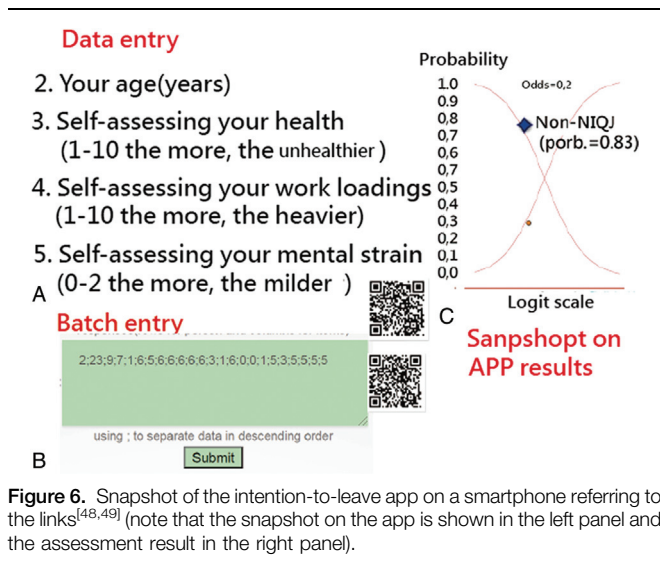 Data entry
2. Your age(years)
3. Self-assessing your health
(1-10 the more, the unhealthier )
4. Self-assessing your work loadings
(1-10 the more, the heavier)
5. Self-assessing your mental strain
(0-2 the more, the milder )
A
Batch entry
2;23;9;7;1;6;5;6;6;6;6;6;3;1;6;0;0;1;5;3;5;5;5;5
using ; to separate data in descending order
Submit
B
Probability
1.0
0.9
0,8
0,7
0,6
0,7
0,5
0,4
0,3
0,2
0,1
0,0
Odds=0,2
Non-NIQJ
(porb.=0.83)
Logit scale
C
Sanpshopt on
APP results
Figure 6. Snapshot of the intention-to-leave app on a smartphone referring to
the links[48,49] (note that the snapshot on the app is shown in the left panel and
the assessment result in the right panel).